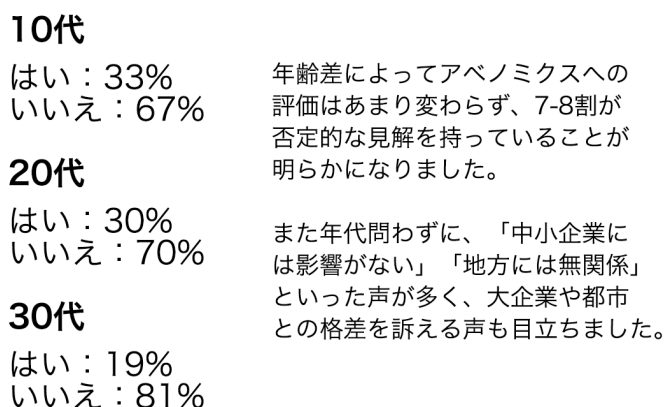 10代
はい：33%
いいえ：67%
20代
はい：30%
いいえ：70%
30代
はい：19%
いいえ：81%
年齢差によってアベノミクスへの
評価はあまり変わらず、7-8割が
否定的な見解を持っていることが
明らかになりました。
また年代問わずに、「中小企業に
は影響がない」「地方には無関係」
といった声が多く、大企業や都市
との格差を訴える声も目立ちました。